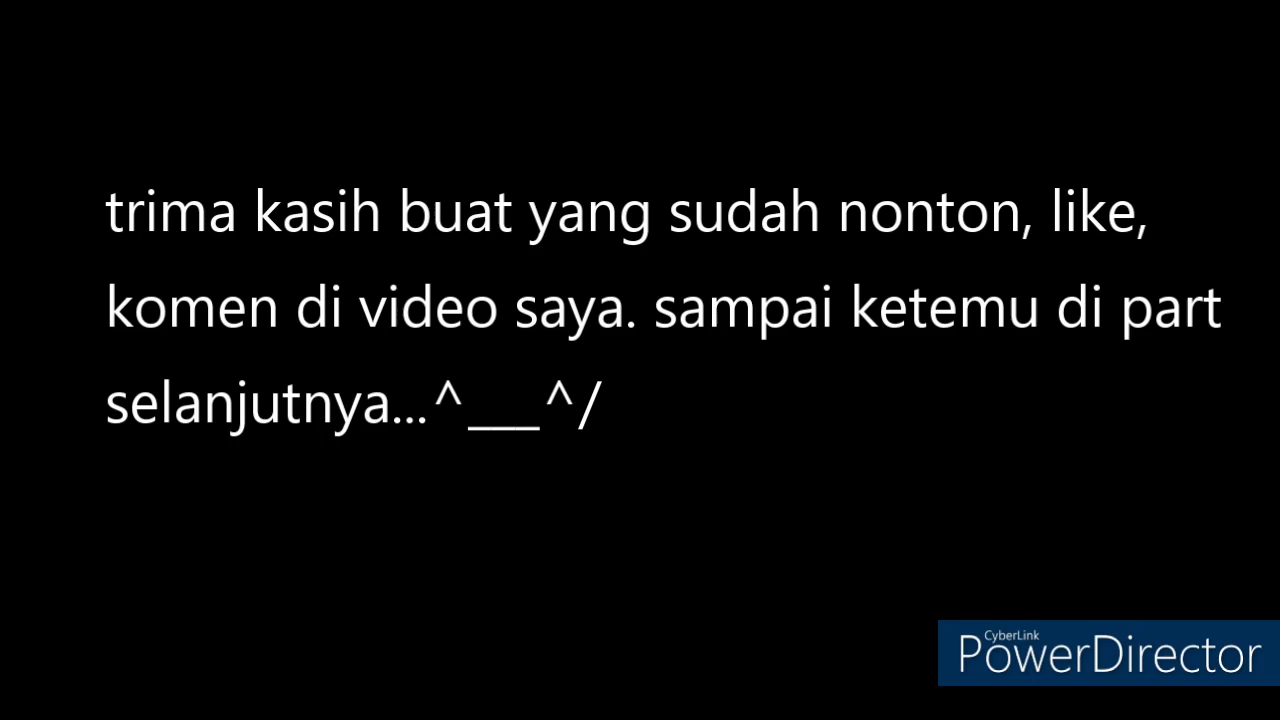 trima kasih buat yang sudah nonton, like,
komen di video saya. sampai ketemu di part
selanjutnya...^___^/
CyberLink
PowerDirector